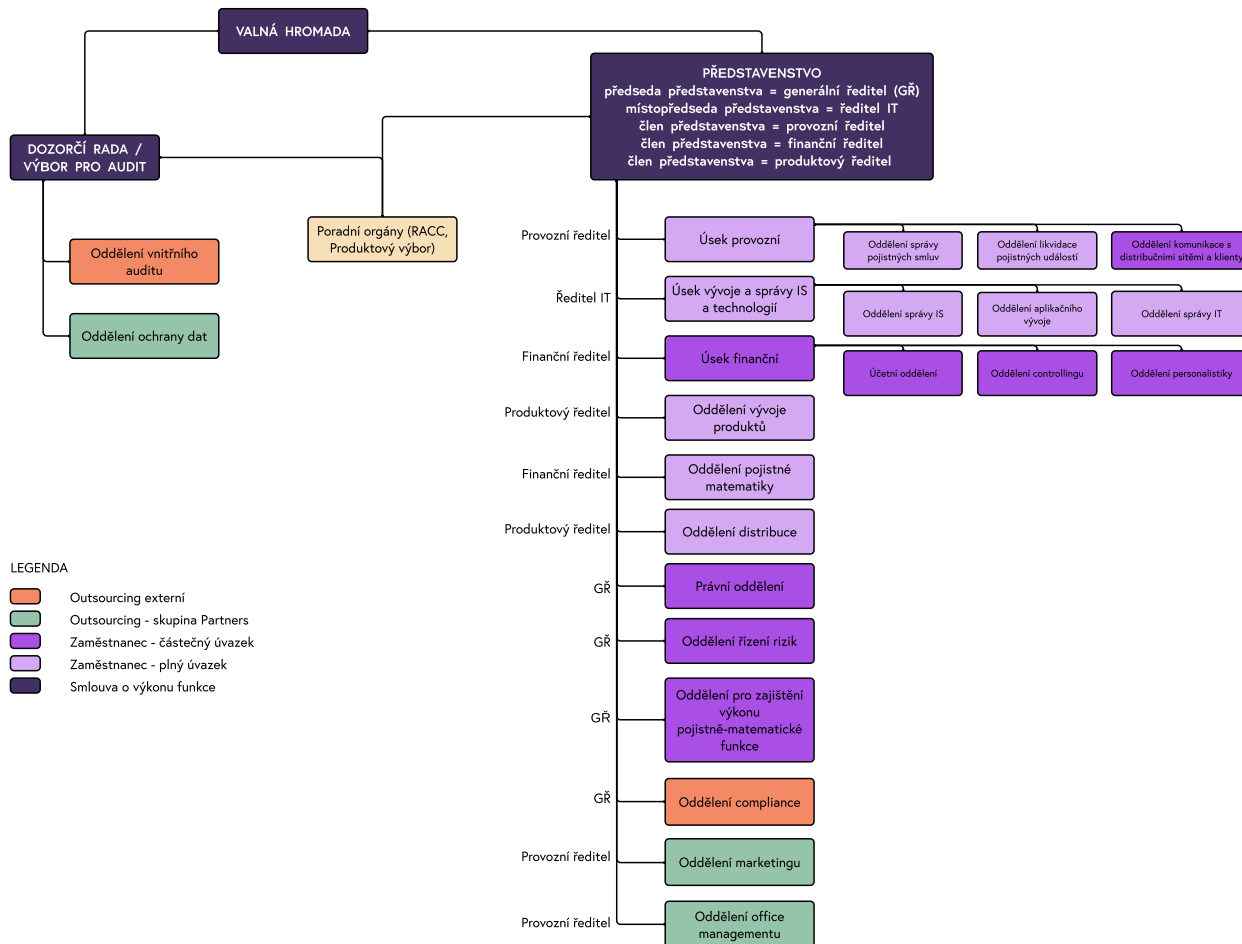 VALNÁ HROMADA
PŘEDSTAVENSTVO
předseda představenstva = generální ředitel (GŘ)
místopředseda představenstva = ředitel IT
člen představenstva = provozní ředitel
člen představenstva = finanční ředitel
člen představenstva = produktový ředitel
DOZORČÍ RADA /
VÝBOR PRO AUDIT
Oddělení vnitřního
auditu
Oddělení ochrany dat
Poradní orgány (RACC,
Produktový výbor)
Provozní ředitel
Úsek provozní
Oddělení správy
pojistných smluv
Oddělení likvidace
pojistných událostí
Oddělení komunikace s
distribučními sítěmi a klienty
Ředitel IT
Úsek vývoje a správy IS
a technologií
Oddělení správy IS
Oddělení aplikačního
vývoje
Oddělení správy IT
Finanční ředitel
Úsek finanční
Účetní oddělení
Oddělení controllingu
Oddělení personalistiky
Produktový ředitel
Oddělení vývoje
produktů
Finanční ředitel
Oddělení pojistné
matematiky
Produktový ředitel
Oddělení distribuce
GŘ
Právní oddělení
GŘ
Oddělení řízení rizik
GŘ
Oddělení pro zajištění
výkonu
pojistně-matematické
funkce
GŘ
Oddělení compliance
Provozní ředitel
Oddělení marketingu
Provozní ředitel
Oddělení office
managementu
LEGENDA
Outsourcing externí
Outsourcing - skupina Partners
Zaměstnanec - částečný úvazek
Zaměstnanec - plný úvazek
Smlouva o výkonu funkce